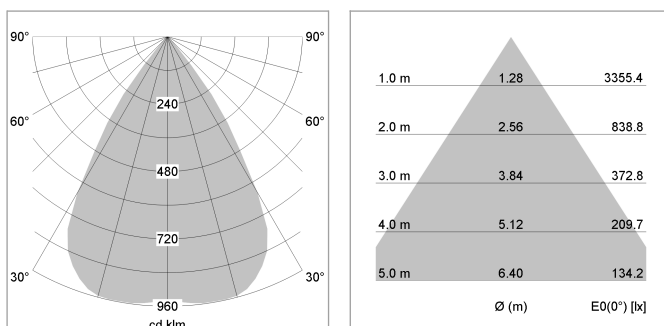 90° 90°
240
60° 60°
480
720
30° 30°
960
cd klm
1.0 m 1.28 3355.4
2.0 m 2.56 838.8
3.0 m 3.84 372.8
4.0 m 5.12 209.7
5.0 m 6.40 134.2
Ø (m) E0(0°) [lx]